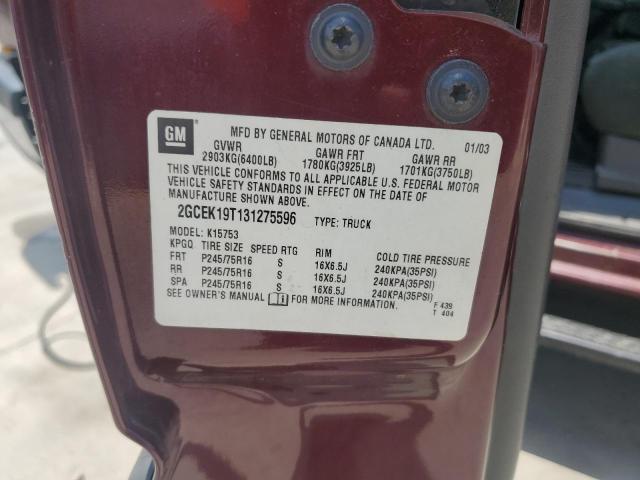 GM
MFD BY GENERAL MOTORS OF CANADA LTD. 01/03
GVWR GAWR FRT GAWR RR
2903KG(6400LB) 1780KG(3925LB) 1701KG(3750LB)
THIS VEHICLE CONFORMS TO ALL APPLICABLE U.S. FEDERAL MOTOR
VEHICLE SAFETY STANDARDS IN EFFECT ON THE DATE OF
MANUFACTURE SHOWN ABOVE.
2GCEK19T131275596 TYPE: TRUCK
MODEL: K15753
KPGQ TIRE SIZE SPEED RTG RIM COLD TIRE PRESSURE
FRT P245/75R16 S 16X6.5J 240KPA(35PSI)
RR P245/75R16 S 16X6.5J 240KPA(35PSI)
SPA P245/75R16 S 16X6.5J 240KPA(35PSI)
SEE OWNER'S MANUAL FOR MORE INFORMATION.
F 439
T 404